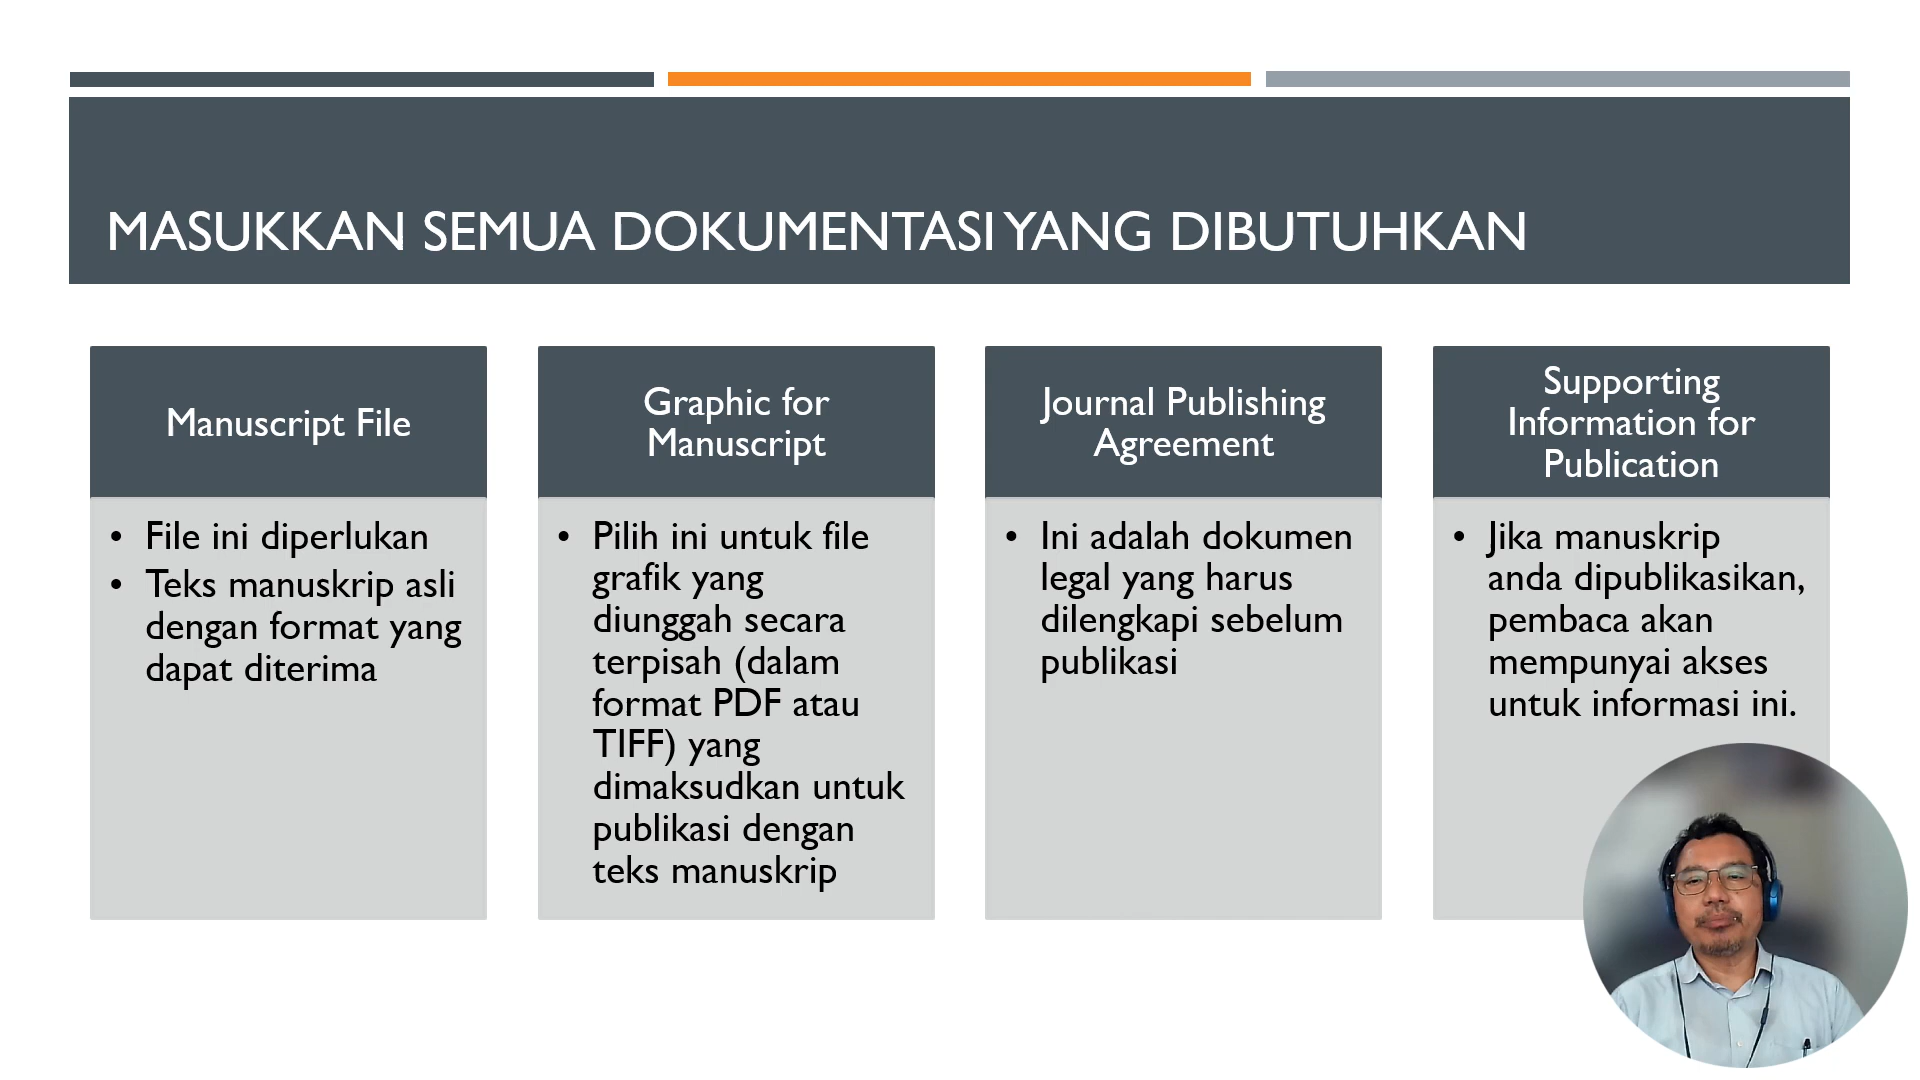 MASUKKAN SEMUA DOKUMENTASI YANG DIBUTUHKAN
Manuscript File
• File ini diperlukan
• Teks manuskrip asli
dengan format yang
dapat diterima
Graphic for
Manuscript
• Pilih ini untuk file
grafik yang
diunggah secara
terpisah (dalam
format PDF atau
TIFF) yang
dimaksudkan untuk
publikasi dengan
teks manuskrip
Journal Publishing
Agreement
• Ini adalah dokumen
legal yang harus
dilengkapi sebelum
publikasi
Supporting
Information for
Publication
• Jika manuskrip
anda dipublikasikan,
pembaca akan
mempunyai akses
untuk informasi ini.